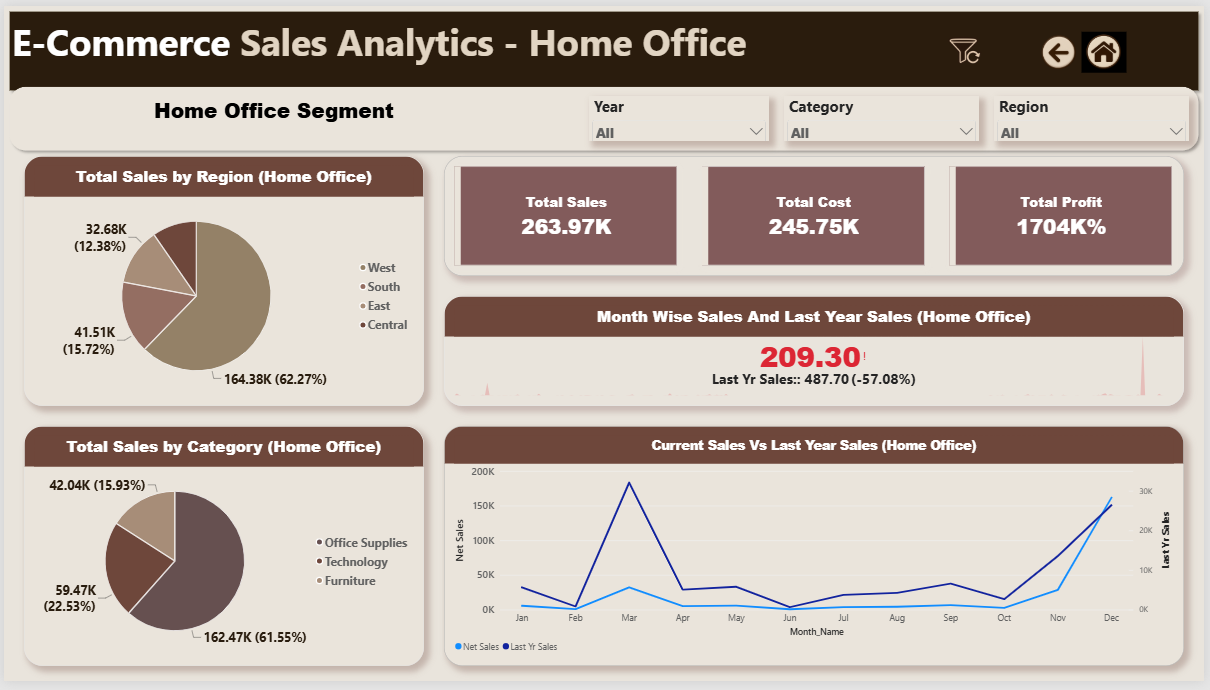 E-Commerce Sales Analytics - Home Office
Home Office Segment
Year
All
Category
All
Region
All
Total Sales by Region (Home Office)
32.68K
(12.38%)
41.51K
(15.72%)
164.38K (62.27%)
West
South
East
Central
Total Sales
263.97K
Total Cost
245.75K
Total Profit
1704K%
Month Wise Sales And Last Year Sales (Home Office)
209.30!
Last Yr Sales:: 487.70 (-57.08%)
Total Sales by Category (Home Office)
42.04K (15.93%)
59.47K
(22.53%)
162.47K (61.55%)
Office Supplies
Technology
Furniture
Current Sales Vs Last Year Sales (Home Office)
200K
150K
100K
50K
0K
Net Sales
30K
20K
10K
0K
Last Yr Sales
Jan Feb Mar Apr May Jun Jul Aug Sep Oct Nov Dec
Month_Name
Net Sales Last Yr Sales